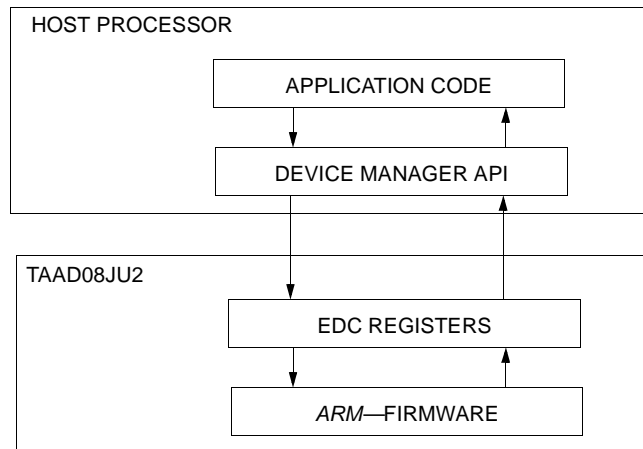 HOST PROCESSOR
APPLICATION CODE
DEVICE MANAGER API
TAAD08JU2
EDC REGISTERS
ARM—FIRMWARE